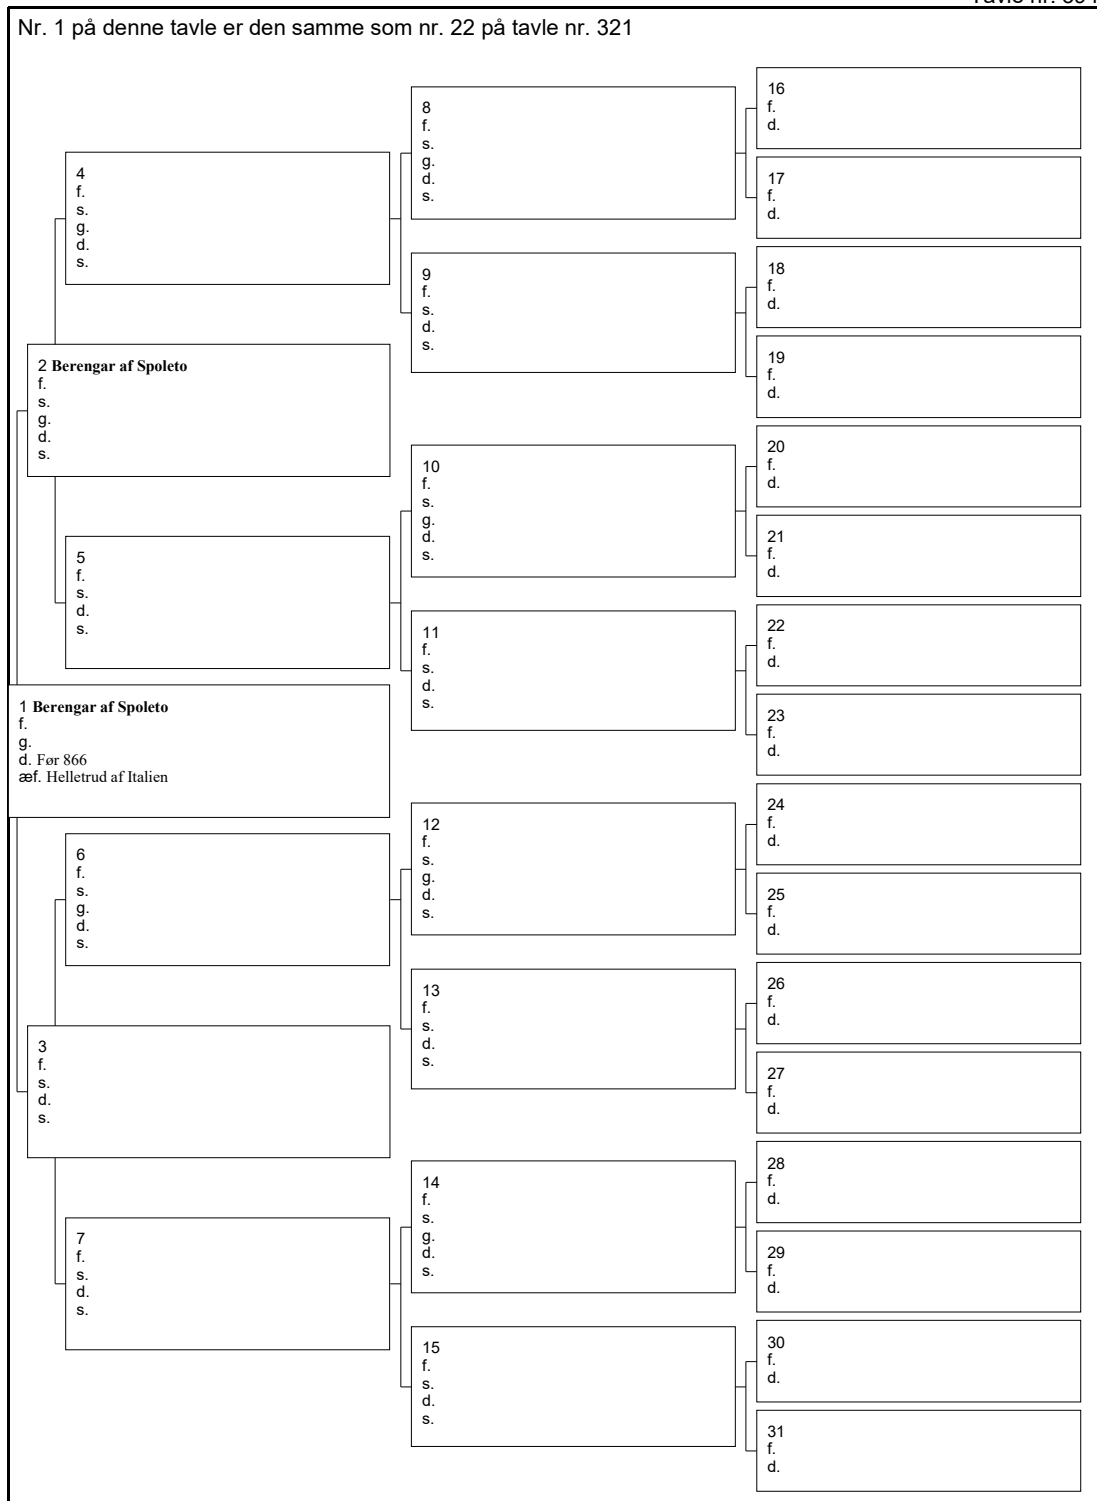 Nr. 1 på denne tavle er den samme som nr. 22 på tavle nr. 321
16
f.
d.
8
f.
s.
g.
d.
s.
17
f.
d.
4
f.
s.
g.
d.
s.
18
f.
d.
9
f.
s.
d.
s.
19
f.
d.
2 Berengar af Spoleto
f.
s.
g.
d.
s.
20
f.
d.
10
f.
s.
g.
d.
s.
21
f.
d.
5
f.
s.
d.
s.
22
f.
d.
11
f.
s.
d.
s.
23
f.
d.
1 Berengar af Spoleto
f.
g.
d. Før 866
æf. Helletrud af Italien
24
f.
d.
12
f.
s.
g.
d.
s.
25
f.
d.
6
f.
s.
g.
d.
s.
26
f.
d.
13
f.
s.
d.
s.
27
f.
d.
3
f.
s.
d.
s.
28
f.
d.
14
f.
s.
g.
d.
s.
29
f.
d.
7
f.
s.
d.
s.
30
f.
d.
15
f.
s.
d.
s.
31
f.
d.